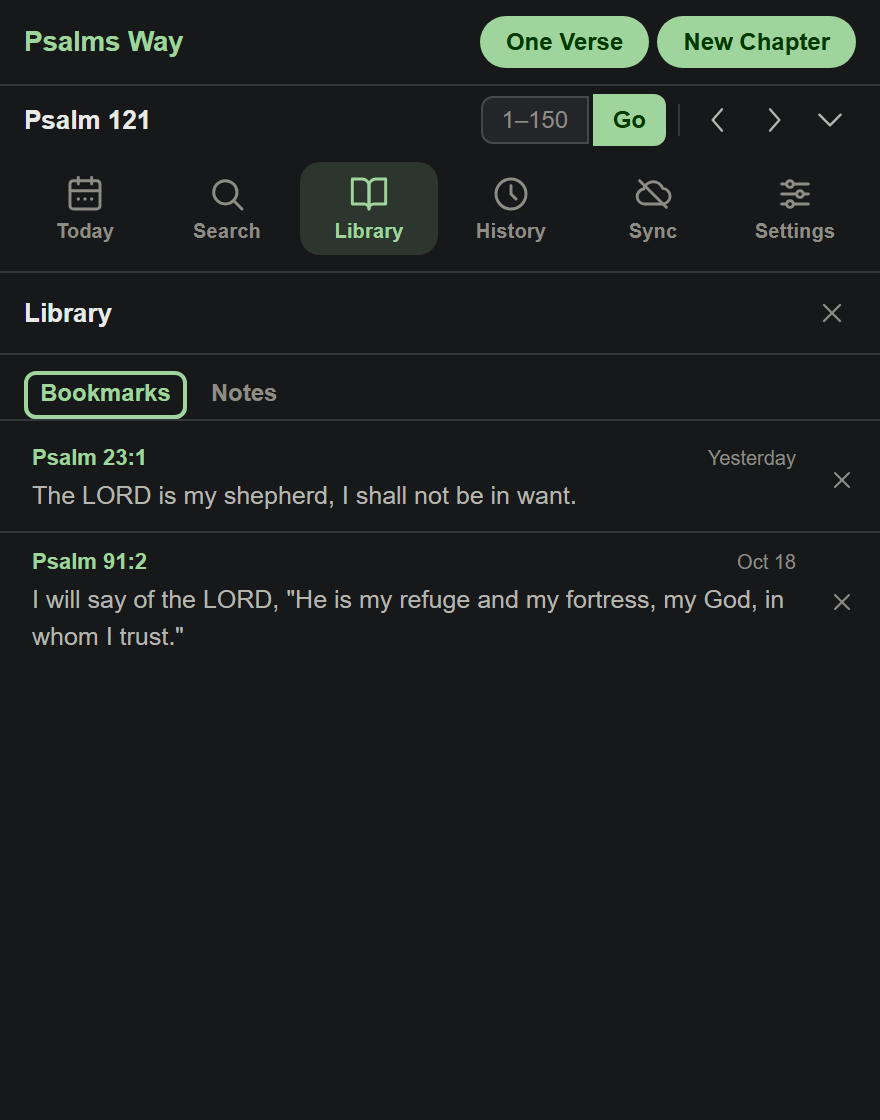 Psalms Way
One Verse
New Chapter
Psalm 121
1–150
Go
Today
Search
Library
History
Sync
Settings
Library
Bookmarks
Notes
Psalm 23:1
Yesterday
The LORD is my shepherd, I shall not be in want.
Psalm 91:2
Oct 18
I will say of the LORD, "He is my refuge and my fortress, my God, in
whom I trust."